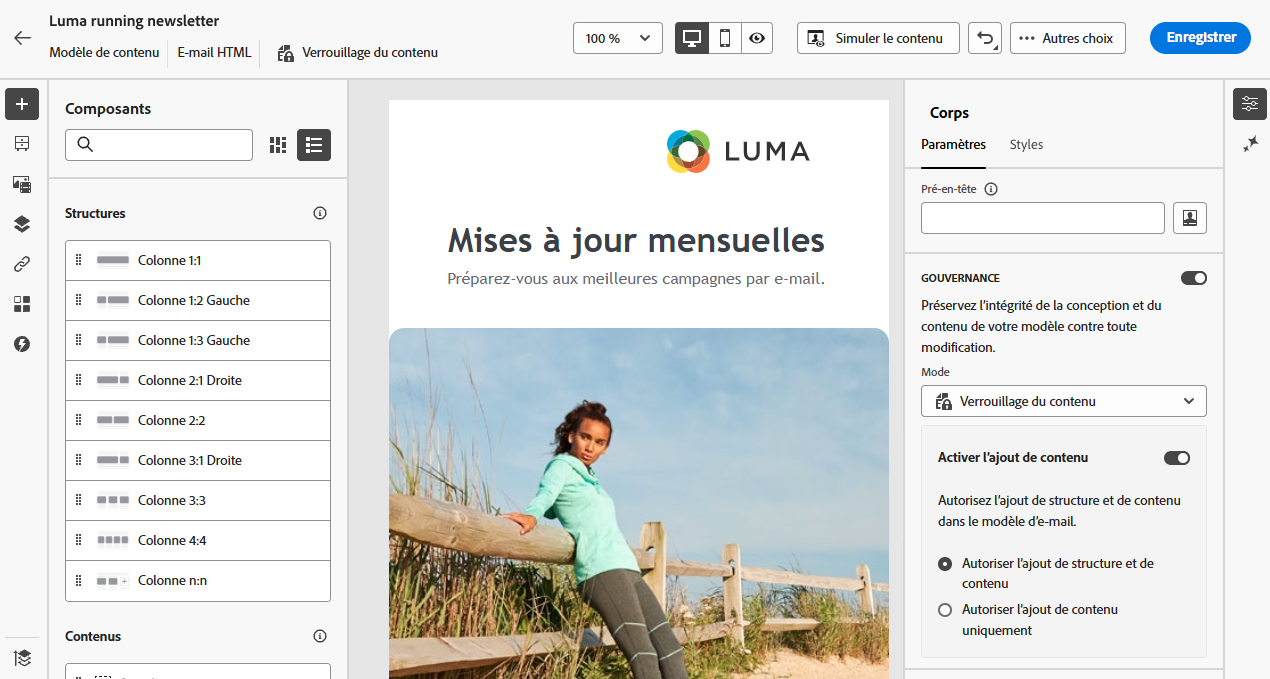 Luma running newsletter
Modèle de contenu
E-mail HTML
Verrouillage du contenu
100 %
Simuler le contenu
Autres choix
Enregistrer
Composants
Structures
Colonne 1:1
Colonne 1:2 Gauche
Colonne 1:3 Gauche
Colonne 2:1 Droite
Colonne 2:2
Colonne 3:1 Droite
Colonne 3:3
Colonne 4:4
Colonne n:n
Contenus
LUMA
Mises à jour mensuelles
Préparez-vous aux meilleures campagnes par e-mail.
Corps
Paramètres
Styles
Pré-en-tête
GOUVERNANCE
Préservez l’intégrité de la conception et du
contenu de votre modèle contre toute
modification.
Mode
Verrouillage du contenu
Activer l’ajout de contenu
Autorisez l’ajout de structure et de contenu
dans le modèle d’e-mail.
Autoriser l’ajout de structure et de
contenu
Autoriser l’ajout de contenu
uniquement